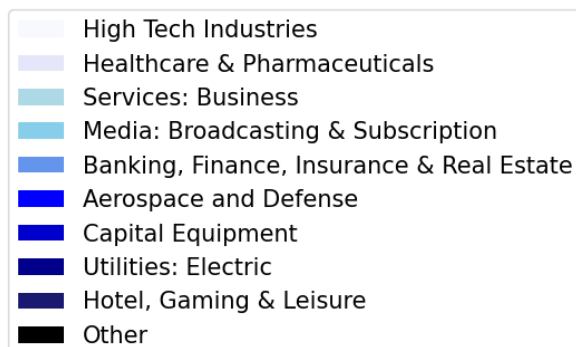 High Tech Industries
Healthcare & Pharmaceuticals
Services: Business
Media: Broadcasting & Subscription
Banking, Finance, Insurance & Real Estate
Aerospace and Defense
Capital Equipment
Utilities: Electric
Hotel, Gaming & Leisure
Other